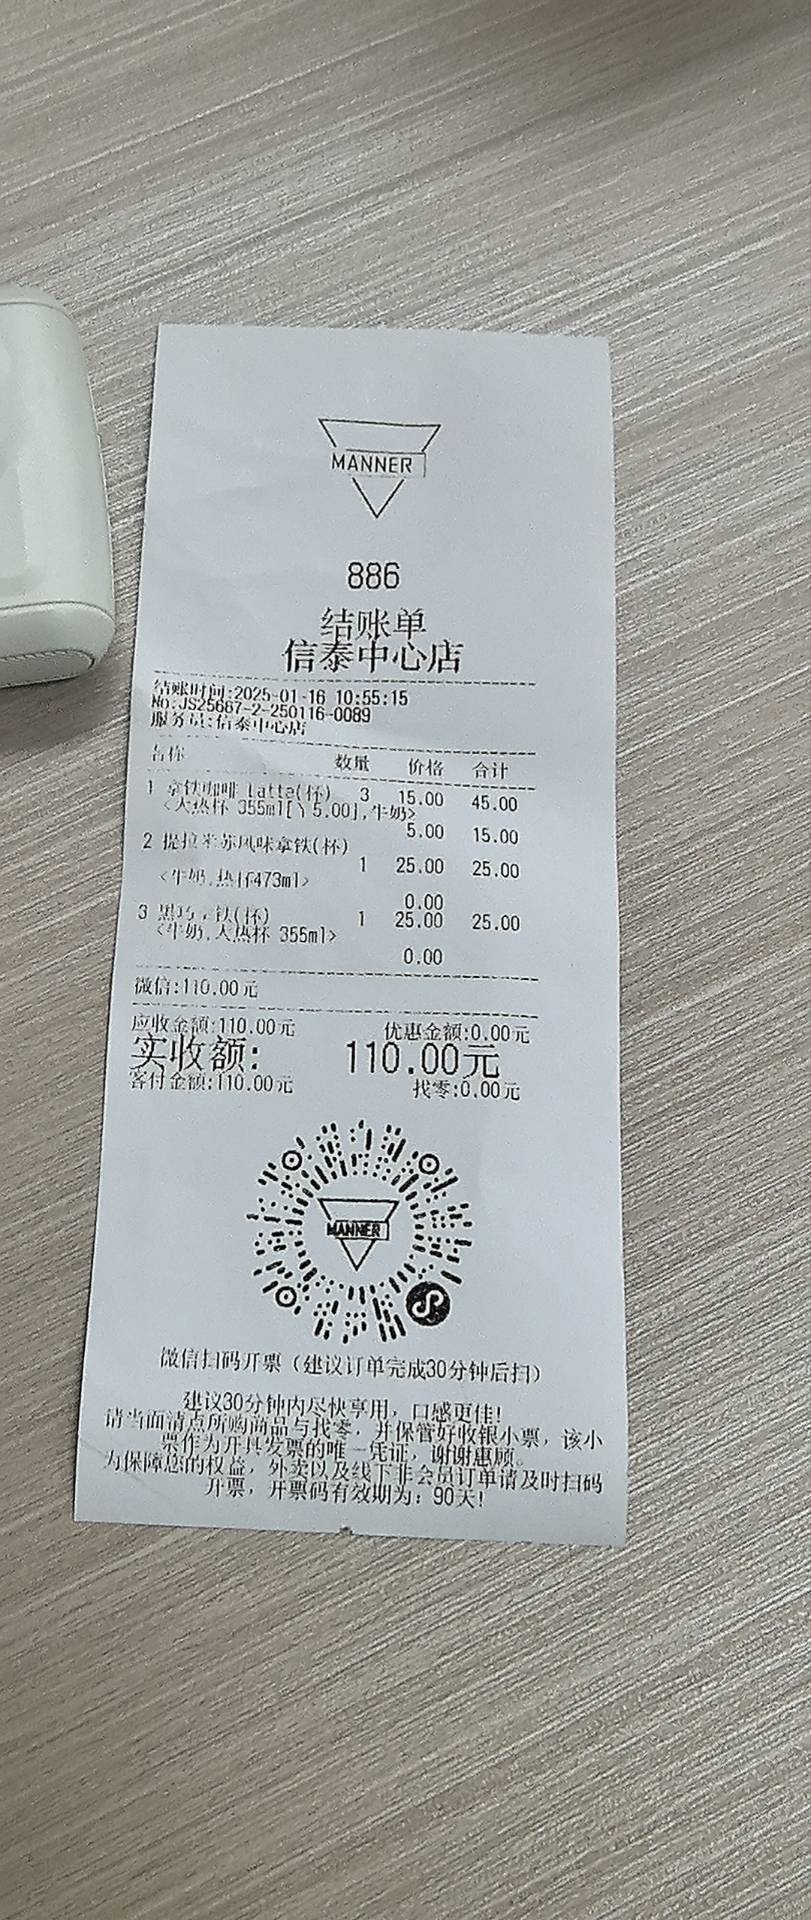 MANNER
886
结账单
信泰中心店
结账时间:2025-01-16 10:55:15
No:JS25687-2-250116-0089
服务员:信泰中心店
名称 数量 价格 合计
1 拿铁咖啡 Latte(杯) 3 15.00 45.00
<大热杯 355ml[\ 5.00],牛奶>
5.00 15.00
2 提拉米苏风味拿铁(杯)
1 25.00 25.00
<牛奶,热杯473ml>
0.00
3 黑巧拿铁(杯) 1 25.00 25.00
<牛奶,大热杯 355ml>
0.00
微信:110.00元
应收金额:110.00元 优惠金额:0.00元
实收额: 110.00元
客付金额:110.00元 找零:0.00元
MANNER
微信扫码开票（建议订单完成30分钟后扫）
建议30分钟内尽快享用，口感更佳!
请当面清点所购商品与找零，并保管好收银小票，该小
票作为开具发票的唯一凭证，谢谢惠顾。
为保障您的权益，外卖以及线下非会员订单请及时扫码
开票，开票码有效期为：90天!